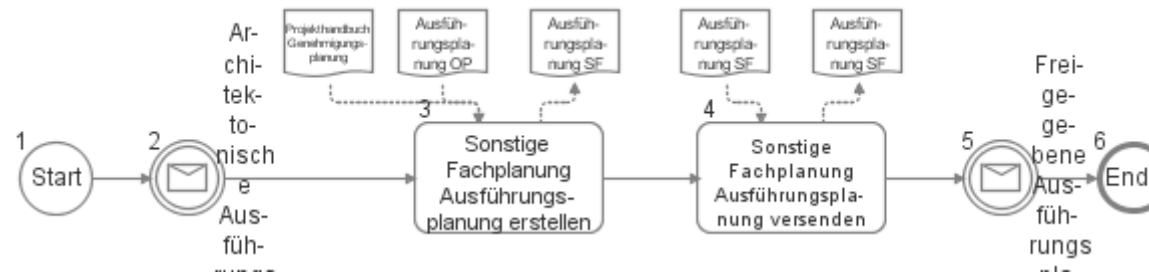 1
Start
2
Ar-
chi-
tek-
to-
nisch
e
Aus-
füh-
rungs
Projekthandbuch
Genehmigungs-
planung
Ausfüh-
rungspla-
nung OP
Ausfüh-
rungspla-
nung SF
3
Sonstige
Fachplanung
Ausführungs-
planung erstellen
Ausfüh-
rungspla-
nung SF
Ausfüh-
rungspla-
nung SF
4
Sonstige
Fachplanung
Ausführungspla-
nung versenden
5
Frei-
ge-
ge-
bene
Aus-
füh-
rungs
pla-
6
End